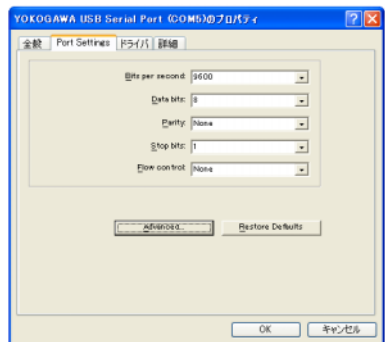 YOKOGAWA USB Serial Port (COM5)のプロパティ
全般 Port Settings ドライバ 詳細
Bits per second: 9600
Data bits: 8
Parity: None
Stop bits: 1
Flow control: None
Advanced... Restore Defaults
OK キャンセル